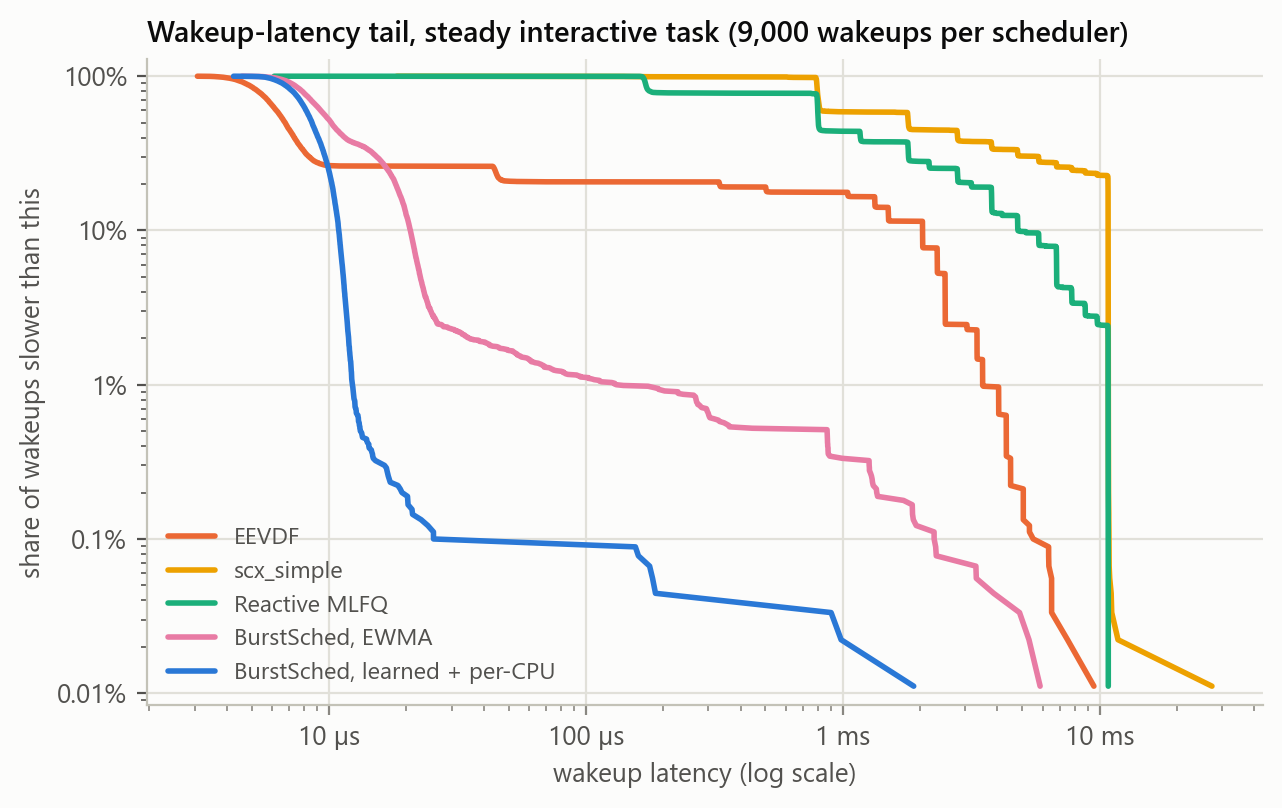 Wakeup-latency tail, steady interactive task (9,000 wakeups per scheduler)
share of wakeups slower than this
100%
10%
1%
0.1%
0.01%
EEVDF
scx_simple
Reactive MLFQ
BurstSched, EWMA
BurstSched, learned + per-CPU
10 µs
100 µs
1 ms
10 ms
wakeup latency (log scale)